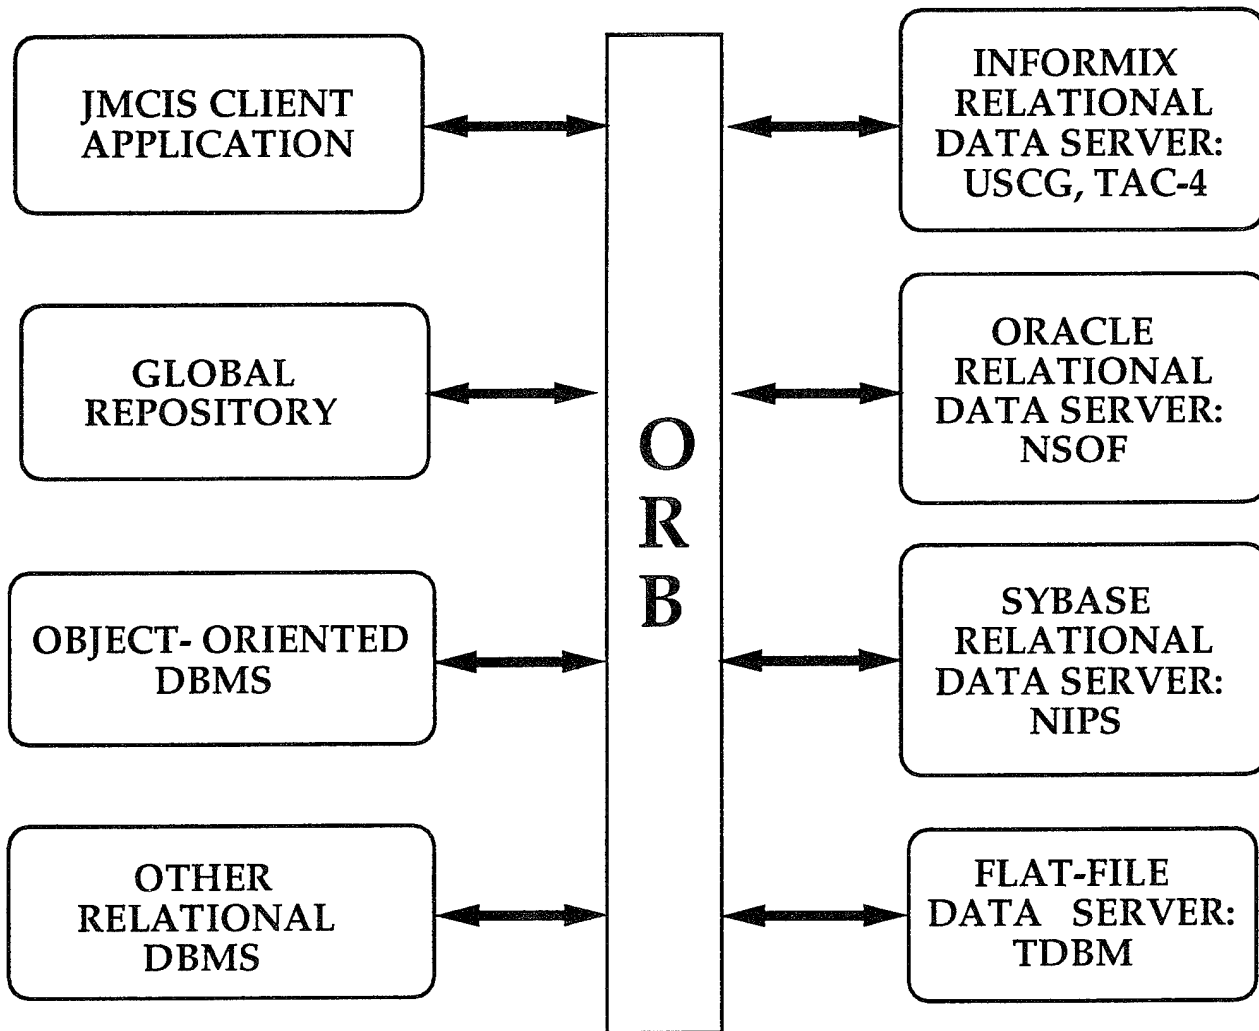 JMCIS CLIENT
APPLICATION
GLOBAL
REPOSITORY
OBJECT- ORIENTED
DBMS
OTHER
RELATIONAL
DBMS
O
R
B
INFORMIX
RELATIONAL
DATA SERVER:
USCG, TAC-4
ORACLE
RELATIONAL
DATA SERVER:
NSOF
SYBASE
RELATIONAL
DATA SERVER:
NIPS
FLAT-FILE
DATA SERVER:
TDBM